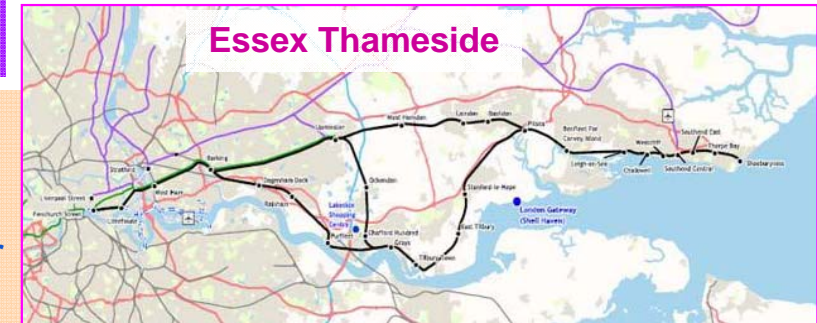 Essex Thameside
Upminster
West Horndon
Laindon
Basildon
Pitsea
Benfleet For
Canvey Island
Leigh-on-Sea
Chalkwell
Westcliff
Southend Central
Southend East
Thorpe Bay
Shoeburyness
Stratford
Barking
Liverpool Street
West Ham
Fenchurch Street
Limehouse
Dagenham Dock
Rainham
Ockendon
Lakeside
Shopping
Centre
Purfleet
Chafford Hundred
Grays
Tilbury Town
East Tilbury
Stanford-le-Hope
London Gateway
(Shell Haven)